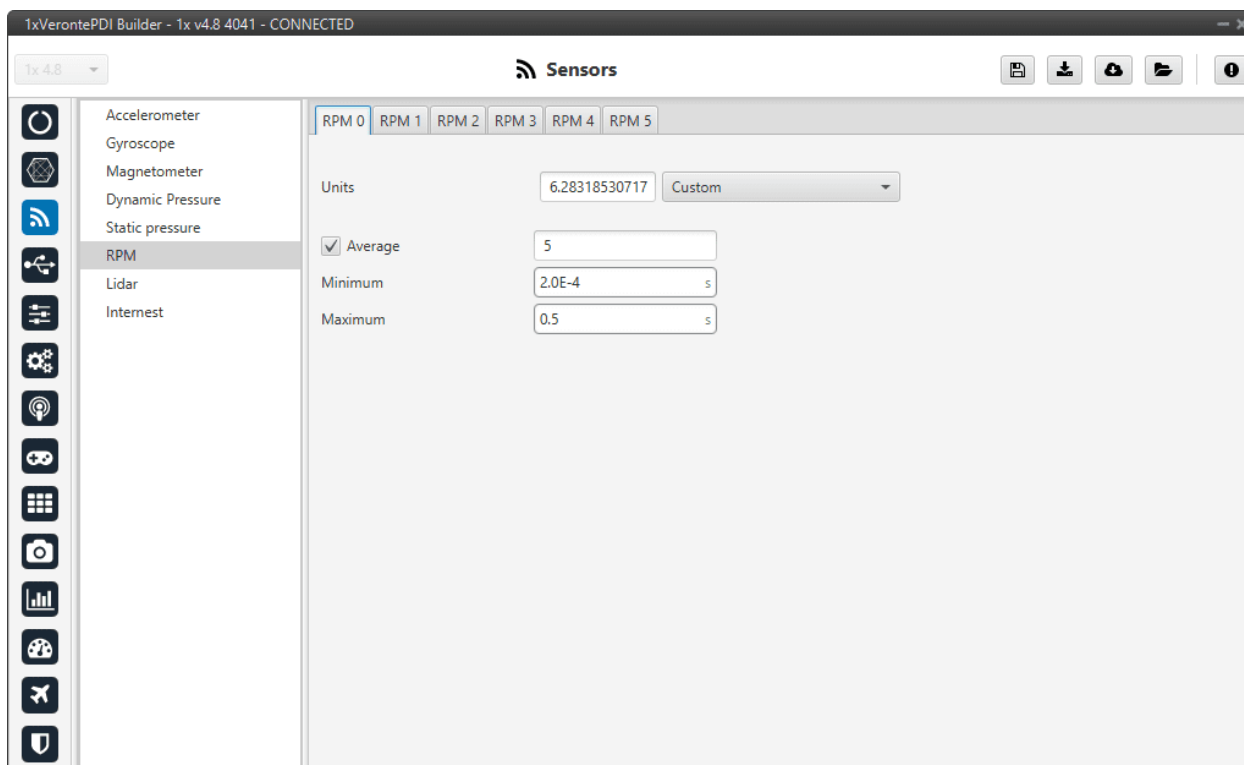 1xVerontePDI Builder - 1x v4.8 4041 - CONNECTED
1x 4.8
Sensors
Accelerometer
Gyroscope
Magnetometer
Dynamic Pressure
Static pressure
RPM
Lidar
Internest
RPM 0 RPM 1 RPM 2 RPM 3 RPM 4 RPM 5
Units 6.28318530717 Custom
Average 5
Minimum 2.0E-4 s
Maximum 0.5 s